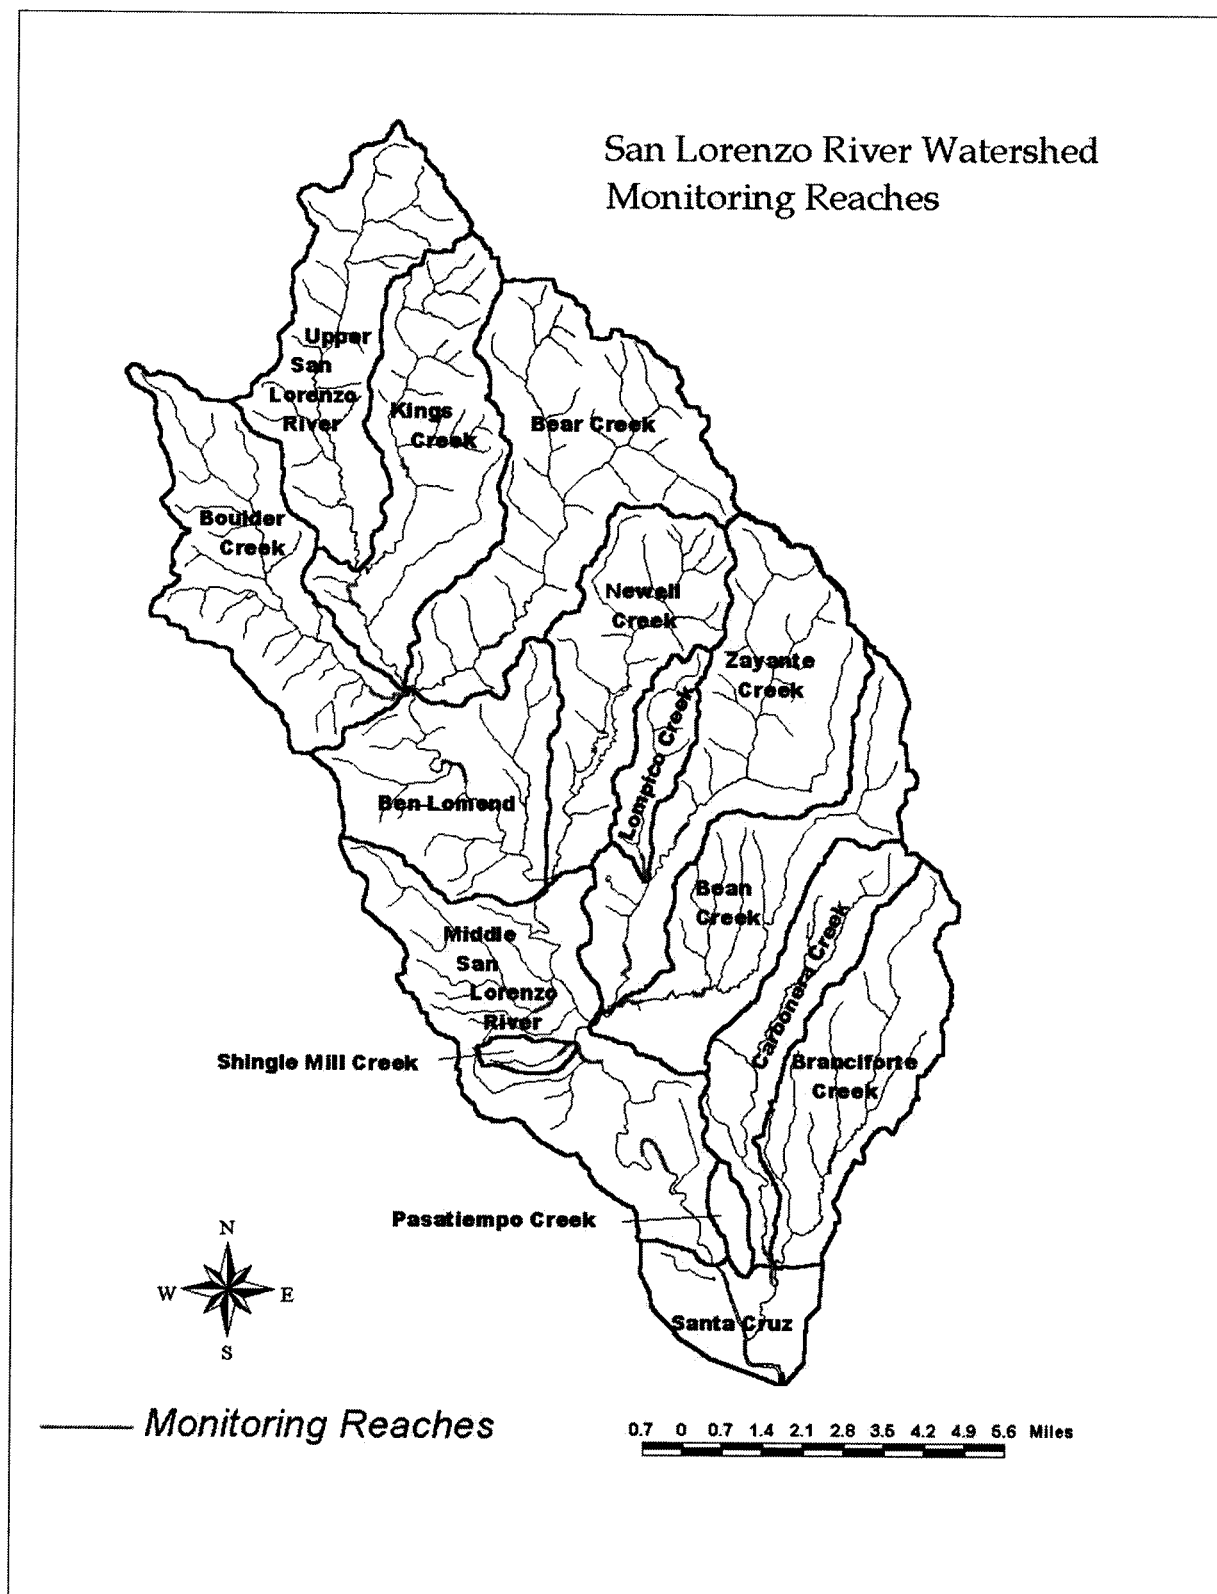 San Lorenzo River Watershed
Monitoring Reaches
Upper
San
Lorenzo
River
Kings
Creek
Bear Creek
Boulder
Creek
Newell
Creek
Zayante
Creek
Lompico Creek
Ben Lomond
Bean
Creek
Carbonera Creek
Middle
San
Lorenzo
River
Shingle Mill Creek
Branciforte
Creek
Pasatiempo Creek
Santa Cruz
N
W E
S
Monitoring Reaches
0.7 0 0.7 1.4 2.1 2.8 3.5 4.2 4.9 5.6 Miles